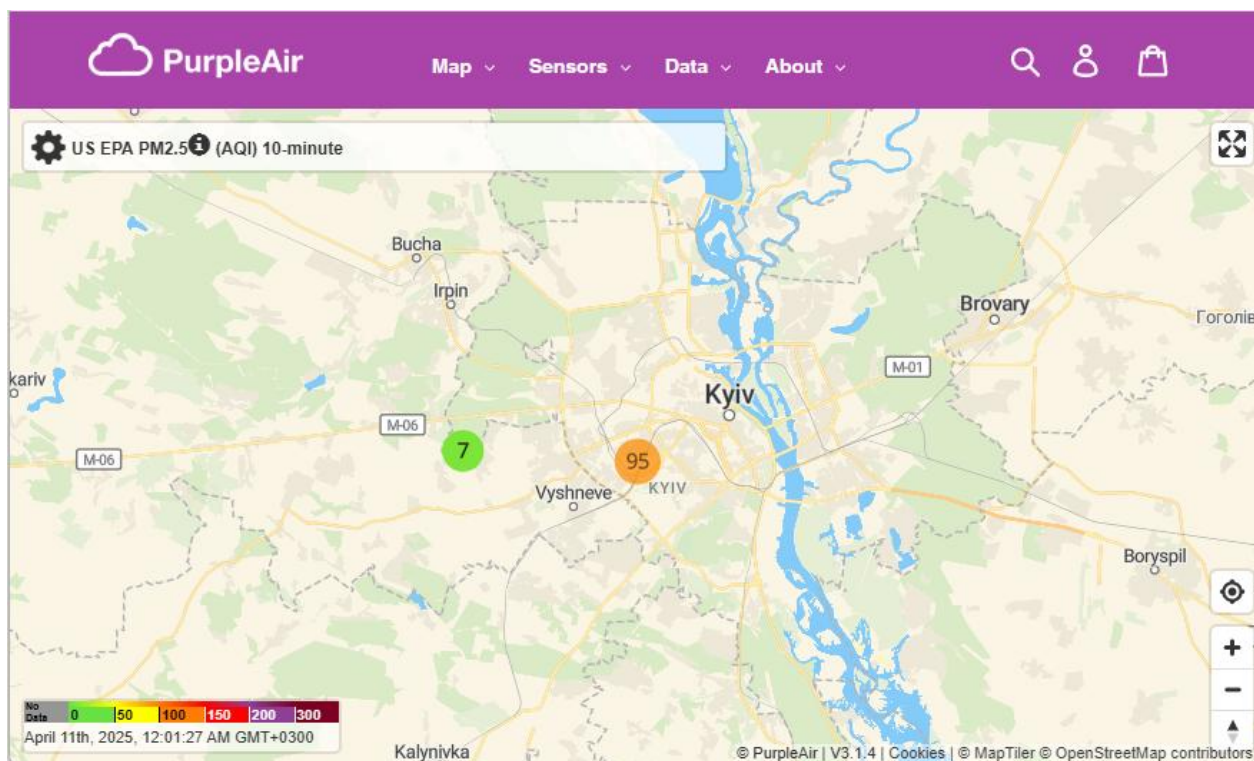 PurpleAir
Map Sensors Data About
US EPA PM2.5 (AQI) 10-minute
Bucha
Irpin
Brovary
Гоголів
kariv
M-01
Kyiv
M-06
M-06
7
95
KYIV
Vyshneve
Boryspil
No Data 0 50 100 150 200 300
April 11th, 2025, 12:01:27 AM GMT+0300
Kalynivka
© PurpleAir | V3.1.4 | Cookies | © MapTiler © OpenStreetMap contributors